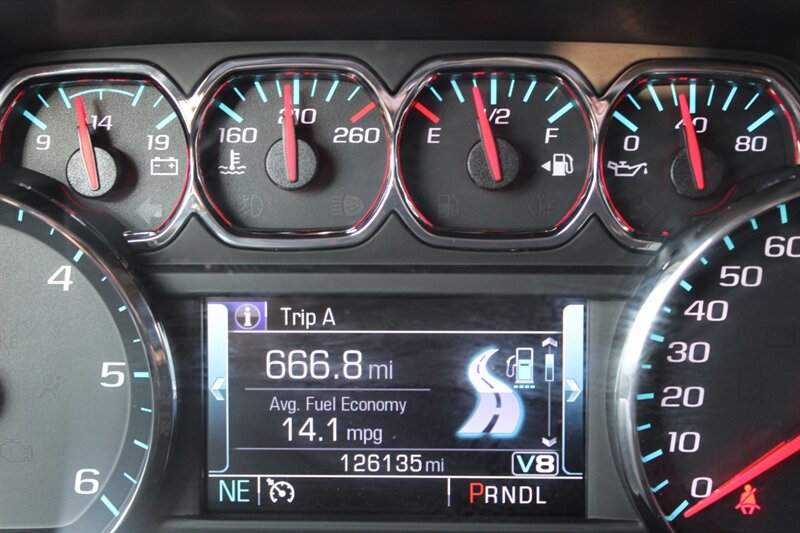 9 14 19
160 210 260
E 1/2 F
0 40 80
4
5
6
Trip A
666.8 mi
Avg. Fuel Economy
14.1 mpg
126135 mi V8
NE PRNDL
60
50
40
30
20
10
0